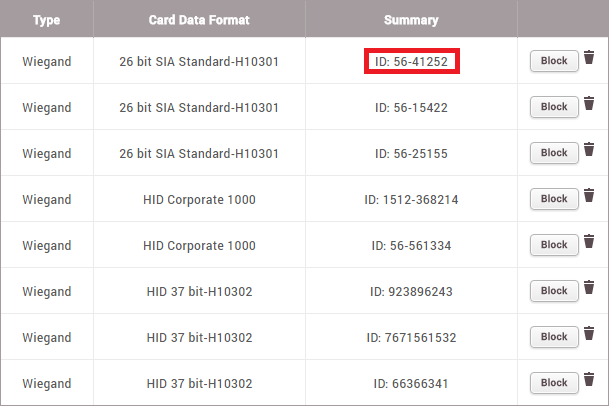 Type Card Data Format Summary
Wiegand 26 bit SIA Standard-H10301 ID: 56-41252 Block
Wiegand 26 bit SIA Standard-H10301 ID: 56-15422 Block
Wiegand 26 bit SIA Standard-H10301 ID: 56-25155 Block
Wiegand HID Corporate 1000 ID: 1512-368214 Block
Wiegand HID Corporate 1000 ID: 56-561334 Block
Wiegand HID 37 bit-H10302 ID: 923896243 Block
Wiegand HID 37 bit-H10302 ID: 7671561532 Block
Wiegand HID 37 bit-H10302 ID: 66366341 Block